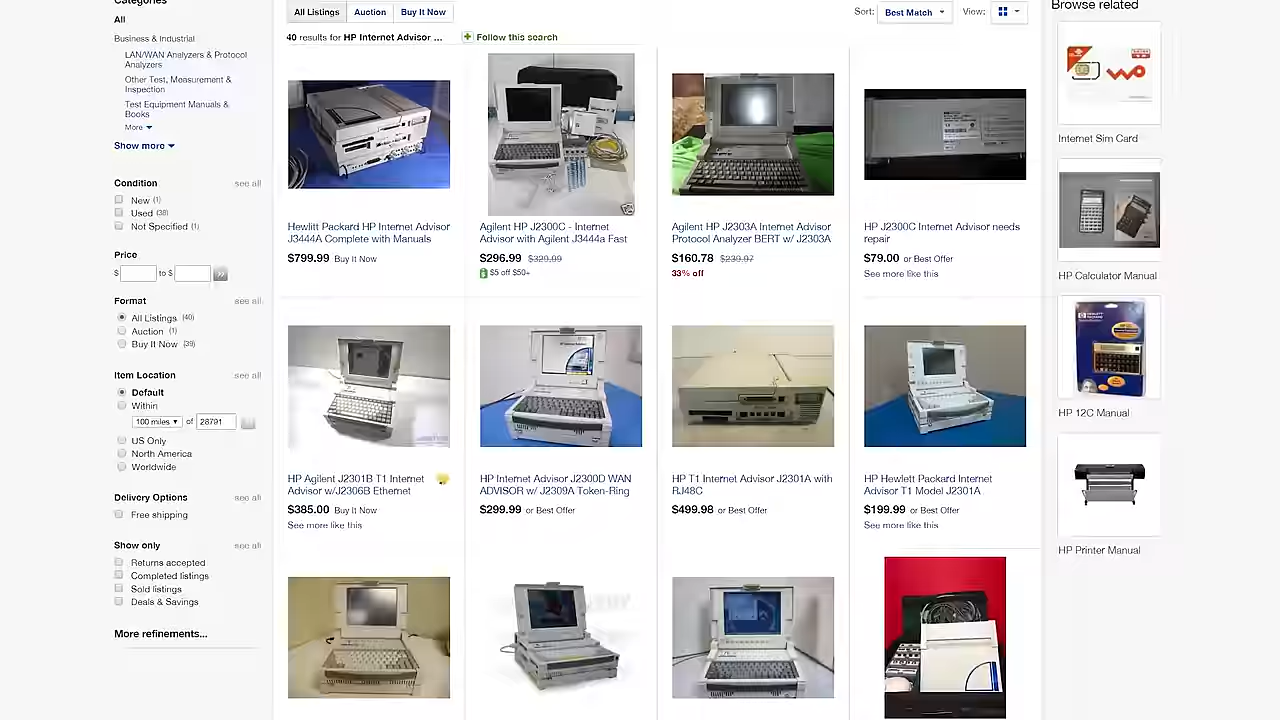 Categories
All
Business & Industrial
LAN/WAN Analyzers & Protocol
Analyzers
Other Test, Measurement &
Inspection
Test Equipment Manuals &
Books
More
Show more
Condition
see all
New (1)
Used (38)
Not Specified (1)
Price
$ to $
Format
see all
All Listings (40)
Auction (1)
Buy It Now (39)
Item Location
see all
Default
Within
100 miles of 28791
US Only
North America
Worldwide
Delivery Options
see all
Free shipping
Show only
see all
Returns accepted
Completed listings
Sold listings
Deals & Savings
More refinements...
All Listings Auction Buy It Now
Sort: Best Match View:
40 results for HP Internet Advisor ... Follow this search
Hewlitt Packard HP Internet Advisor
J3444A Complete with Manuals
$799.99 Buy It Now
Agilent HP J2300C - Internet
Advisor with Agilent J3444a Fast
$296.99 $329.99
$5 off $50+
Agilent HP J2303A Internet Advisor
Protocol Analyzer BERT w/ J2303A
$160.78 $239.97
33% off
HP J2300C Internet Advisor needs
repair
$79.00 or Best Offer
See more like this
HP Agilent J2301B T1 Internet
Advisor w/J2306B Ethernet
$385.00 Buy It Now
See more like this
HP Internet Advisor J2300D WAN
ADVISOR w/ J2309A Token-Ring
$299.99 or Best Offer
HP T1 Internet Advisor J2301A with
RJ48C
$499.98 or Best Offer
HP Hewlett Packard Internet
Advisor T1 Model J2301A
$199.99 or Best Offer
See more like this
Browse related
Internet Sim Card
HP Calculator Manual
HP 12C Manual
HP Printer Manual